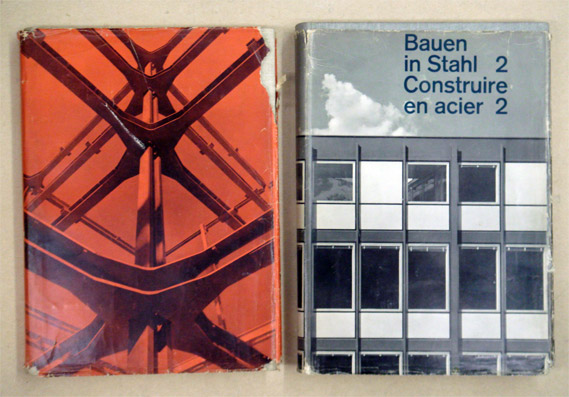 Bauen
in Stahl 2
Construire
en acier 2